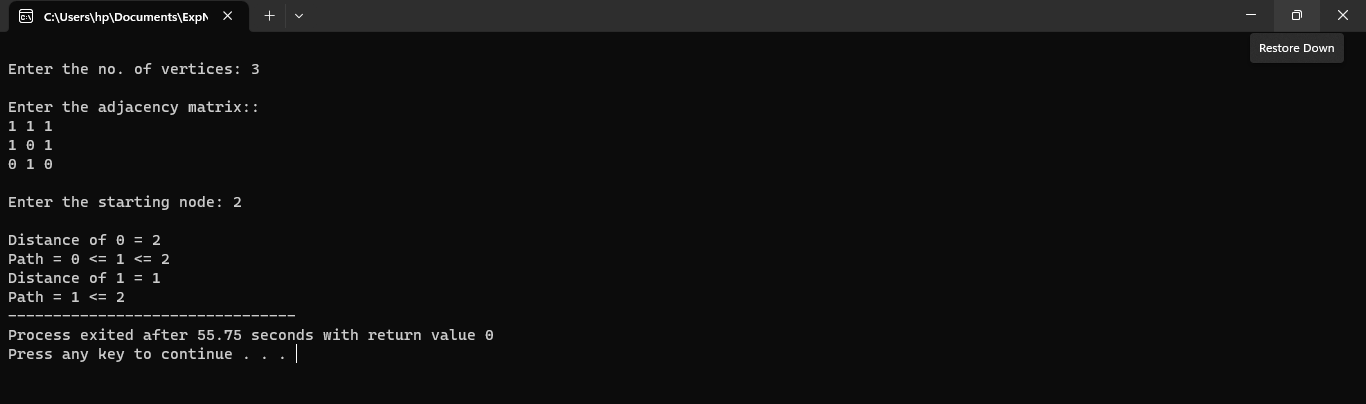 C:\Users\hp\Documents\ExpN
Restore Down
Enter the no. of vertices: 3
Enter the adjacency matrix::
1 1 1
1 0 1
0 1 0
Enter the starting node: 2
Distance of 0 = 2
Path = 0 <= 1 <= 2
Distance of 1 = 1
Path = 1 <= 2
--------------------------------
Process exited after 55.75 seconds with return value 0
Press any key to continue . . .